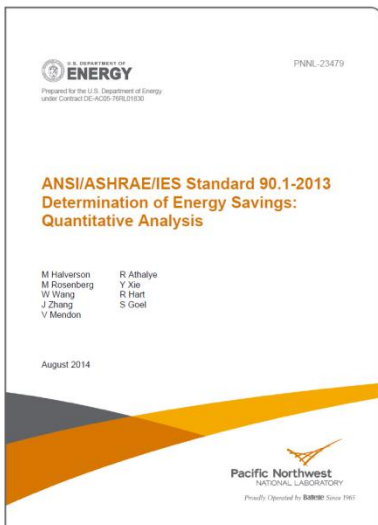 U.S. DEPARTMENT OF
ENERGY
PNNL-23479
Prepared for the U.S. Department of Energy
under Contract DE-AC05-76RL01830
ANSI/ASHRAE/IES Standard 90.1-2013
Determination of Energy Savings:
Quantitative Analysis
M Halverson R Athalye
M Rosenberg Y Xie
W Wang R Hart
J Zhang S Goel
V Mendon
August 2014
Pacific Northwest
NATIONAL LABORATORY
Proudly Operated by Battelle Since 1965